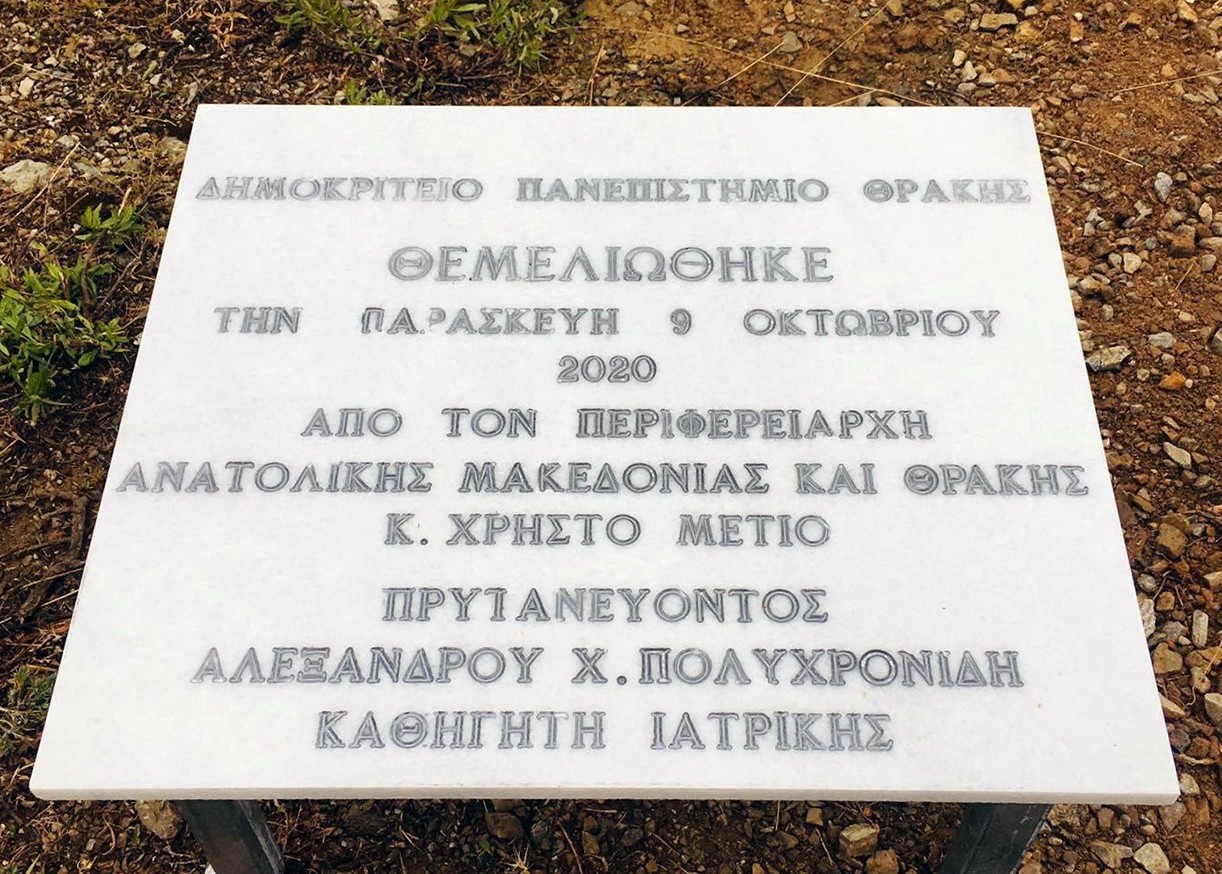 ΔΗΜΟΚΡΙΤΕΙΟ ΠΑΝΕΠΙΣΤΗΜΙΟ ΘΡΑΚΗΣ
ΘΕΜΕΛΙΩΘΗΚΕ
ΤΗΝ ΠΑΡΑΣΚΕΥΗ 9 ΟΚΤΩΒΡΙΟΥ
2020
ΑΠΟ ΤΟΝ ΠΕΡΙΦΕΡΕΙΑΡΧΗ
ΑΝΑΤΟΛΙΚΗΣ ΜΑΚΕΔΟΝΙΑΣ ΚΑΙ ΘΡΑΚΗΣ
Κ. ΧΡΗΣΤΟ ΜΕΤΙΟ
ΠΡΥΤΑΝΕΥΟΝΤΟΣ
ΑΛΕΞΑΝΔΡΟΥ Χ. ΠΟΛΥΧΡΟΝΙΔΗ
ΚΑΘΗΓΗΤΗ ΙΑΤΡΙΚΗΣ